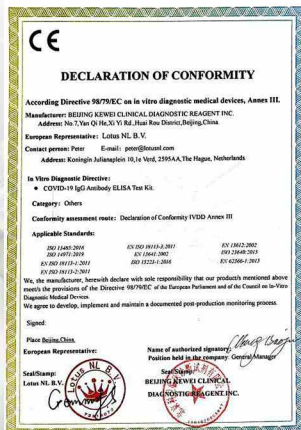 CE
DECLARATION OF CONFORMITY
According Directive 98/79/EC on in vitro diagnostic medical devices, Annex III.
Manufacturer: BEIJING KEWEI CLINICAL DIAGNOSTIC REAGENT INC.
Address: No.7,Yan Qi He,Xi Yi Rd.,Huai Rou District,Beijing,China.
European Representative: Lotus NL B.V.
Contact person: Peter E-mail: peter@lotusnl.com
Address: Koningin Julianaplein 10,1e Verd, 2595AA,The Hague, Netherlands
In Vitro Diagnostic Directive:
● COVID-19 IgG Antibody ELISA Test Kit.
Category: Others
Conformity assessment route: Declaration of Conformity IVDD Annex III
Applicable Standards:
ISO 13485:2016 EN ISO 18113-3:2011 EN 13612:2002
ISO 14971:2019 EN 13641:2002 ISO 23640:2015
EN ISO 18113-1:2011 ISO 15223-1:2016 EN 62366-1:2015
EN ISO 18113-2:2011
We, the manufacturer, herewith declare with sole responsibility that our product/s mentioned above
meet/s the provisions of the Directive 98/79/EC of the European Parliament and of the Council on In-Vitro
Diagnostic Medical Devices.
We agree to develop, implement and maintain a documented post-production monitoring process.
Signed:
Place Beijing,China
European Representative:
Name of authorized signatory:
Position held in the company: General Manager
Seal/Stamp:
Lotus NL B.V.
Seal/Stamp:
BEIJING KEWEI CLINICAL
DIAGNOSTIC REAGENT.INC.